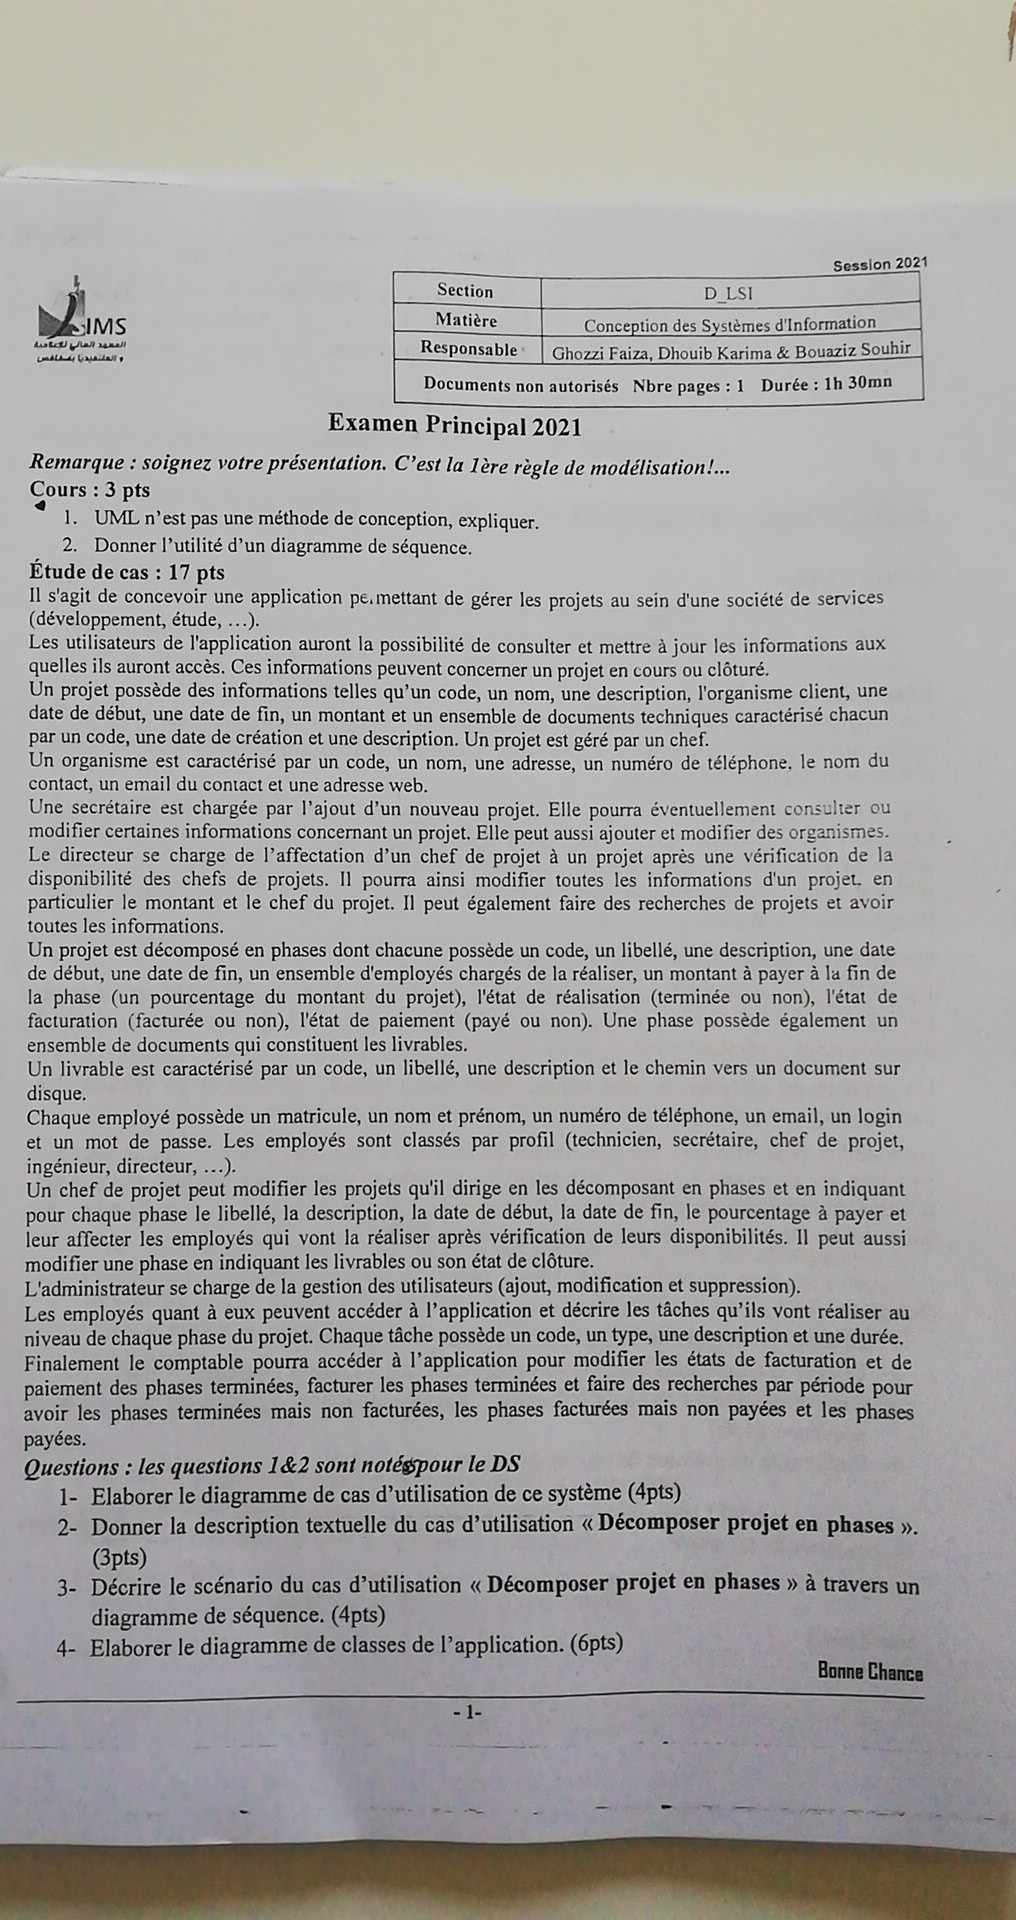 Session 2021
IMS
المعهد العالي للإعلامية
و الملتميديا بصفاقس
Section D_LSI
Matière Conception des Systèmes d'Information
Responsable Ghozzi Faiza, Dhouib Karima & Bouaziz Souhir
Documents non autorisés Nbre pages : 1 Durée : 1h 30mn
Examen Principal 2021
Remarque : soignez votre présentation. C'est la 1ère règle de modélisation!...
Cours : 3 pts
1. UML n'est pas une méthode de conception, expliquer.
2. Donner l'utilité d'un diagramme de séquence.
Étude de cas : 17 pts
Il s'agit de concevoir une application permettant de gérer les projets au sein d'une société de services
(développement, étude, ...).
Les utilisateurs de l'application auront la possibilité de consulter et mettre à jour les informations aux
quelles ils auront accès. Ces informations peuvent concerner un projet en cours ou clôturé.
Un projet possède des informations telles qu'un code, un nom, une description, l'organisme client, une
date de début, une date de fin, un montant et un ensemble de documents techniques caractérisé chacun
par un code, une date de création et une description. Un projet est géré par un chef.
Un organisme est caractérisé par un code, un nom, une adresse, un numéro de téléphone, le nom du
contact, un email du contact et une adresse web.
Une secrétaire est chargée par l'ajout d'un nouveau projet. Elle pourra éventuellement consulter ou
modifier certaines informations concernant un projet. Elle peut aussi ajouter et modifier des organismes.
Le directeur se charge de l'affectation d'un chef de projet à un projet après une vérification de la
disponibilité des chefs de projets. Il pourra ainsi modifier toutes les informations d'un projet, en
particulier le montant et le chef du projet. Il peut également faire des recherches de projets et avoir
toutes les informations.
Un projet est décomposé en phases dont chacune possède un code, un libellé, une description, une date
de début, une date de fin, un ensemble d'employés chargés de la réaliser, un montant à payer à la fin de
la phase (un pourcentage du montant du projet), l'état de réalisation (terminée ou non), l'état de
facturation (facturée ou non), l'état de paiement (payé ou non). Une phase possède également un
ensemble de documents qui constituent les livrables.
Un livrable est caractérisé par un code, un libellé, une description et le chemin vers un document sur
disque.
Chaque employé possède un matricule, un nom et prénom, un numéro de téléphone, un email, un login
et un mot de passe. Les employés sont classés par profil (technicien, secrétaire, chef de projet,
ingénieur, directeur, ...).
Un chef de projet peut modifier les projets qu'il dirige en les décomposant en phases et en indiquant
pour chaque phase le libellé, la description, la date de début, la date de fin, le pourcentage à payer et
leur affecter les employés qui vont la réaliser après vérification de leurs disponibilités. Il peut aussi
modifier une phase en indiquant les livrables ou son état de clôture.
L'administrateur se charge de la gestion des utilisateurs (ajout, modification et suppression).
Les employés quant à eux peuvent accéder à l'application et décrire les tâches qu'ils vont réaliser au
niveau de chaque phase du projet. Chaque tâche possède un code, un type, une description et une durée.
Finalement le comptable pourra accéder à l'application pour modifier les états de facturation et de
paiement des phases terminées, facturer les phases terminées et faire des recherches par période pour
avoir les phases terminées mais non facturées, les phases facturées mais non payées et les phases
payées.
Questions : les questions 1&2 sont notés pour le DS
1- Elaborer le diagramme de cas d'utilisation de ce système (4pts)
2- Donner la description textuelle du cas d'utilisation « Décomposer projet en phases ».
(3pts)
3- Décrire le scénario du cas d'utilisation « Décomposer projet en phases » à travers un
diagramme de séquence. (4pts)
4- Elaborer le diagramme de classes de l'application. (6pts)
Bonne Chance
- 1-